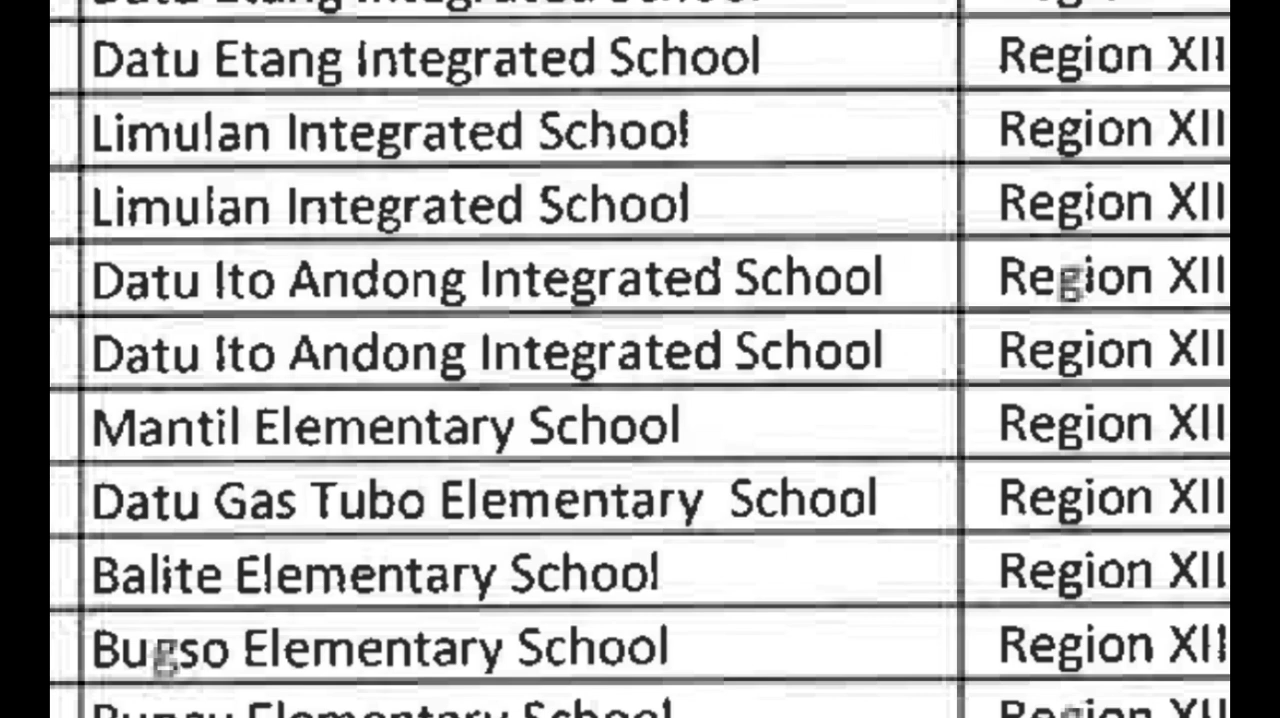 Datu Etang Integrated School Region XII
Datu Etang Integrated School Region XII
Limulan Integrated School Region XII
Limulan Integrated School Region XII
Datu Ito Andong Integrated School Region XII
Datu Ito Andong Integrated School Region XII
Mantil Elementary School Region XII
Datu Gas Tubo Elementary School Region XII
Balite Elementary School Region XII
Bugso Elementary School Region XII
Elementary School Region XII